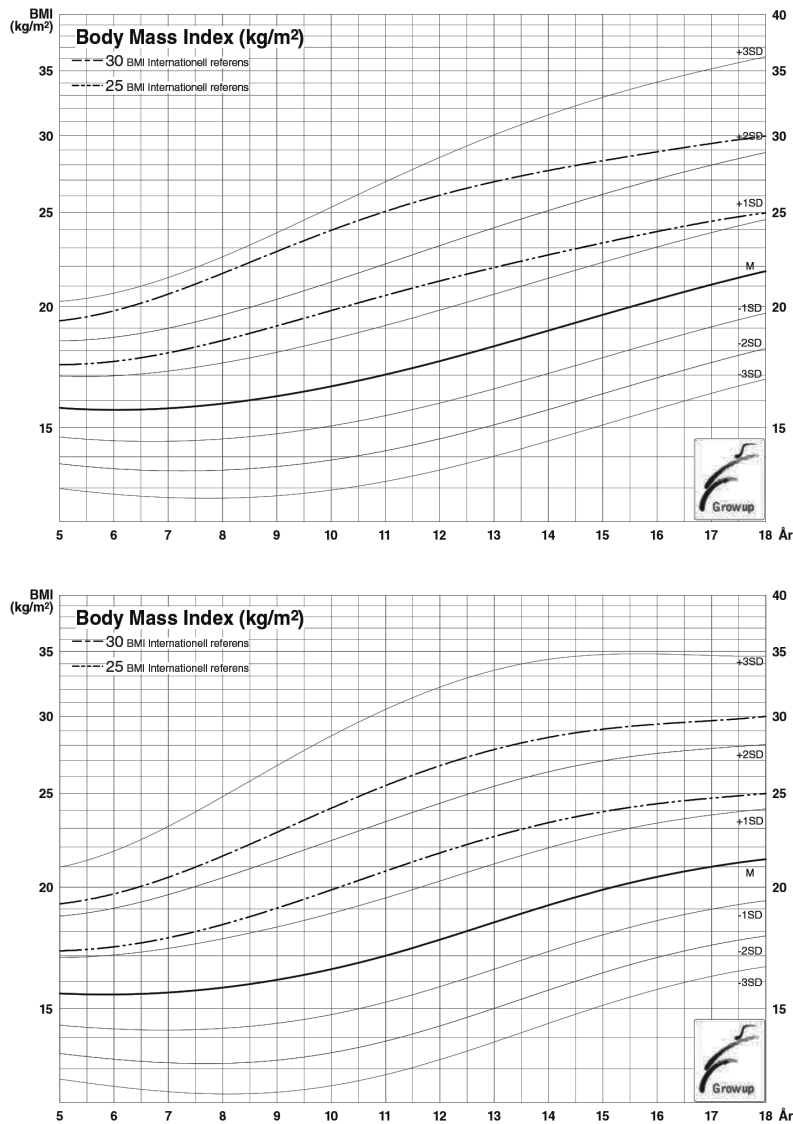 BMI
(kg/m2)
Body Mass Index (kg/m2)
30 BMI Internationell referens
25 BMI Internationell referens
40
35
30
25
20
15
40
35
30
25
20
15
+3SD
+2SD
+1SD
M
-1SD
-2SD
-3SD
Growup
5 6 7 8 9 10 11 12 13 14 15 16 17 18 År
BMI
(kg/m2)
Body Mass Index (kg/m2)
30 BMI Internationell referens
25 BMI Internationell referens
35
30
25
20
15
40
35
30
25
20
15
+3SD
+2SD
+1SD
M
-1SD
-2SD
-3SD
Growup
5 6 7 8 9 10 11 12 13 14 15 16 17 18 År